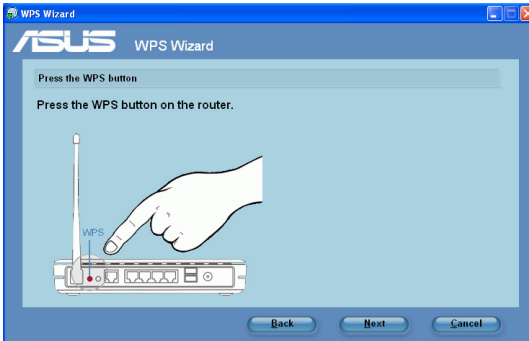 WPS Wizard
ASUS WPS Wizard
Press the WPS button
Press the WPS button on the router.
WPS
Back Next Cancel